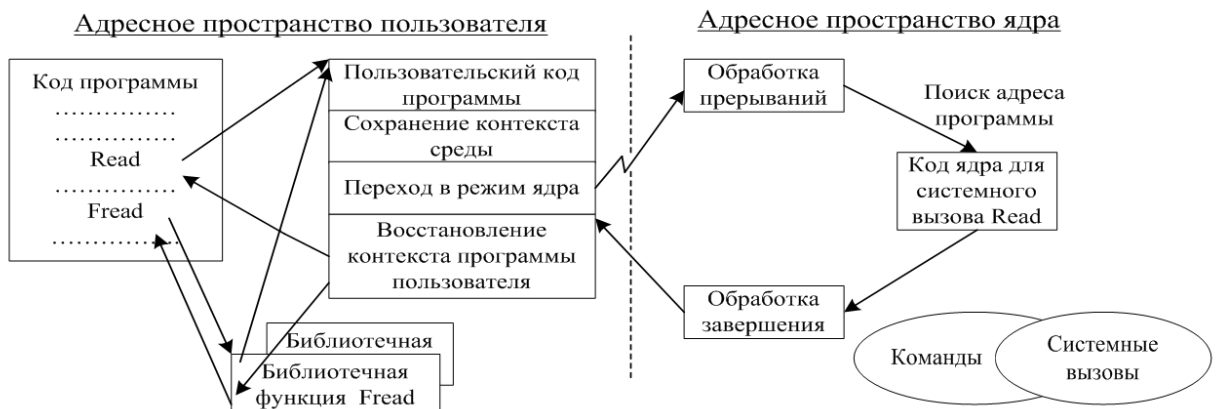 Адресное пространство пользователя
Адресное пространство ядра
Код программы
Read
Fread
Пользовательский код
программы
Сохранение контекста
среды
Переход в режим ядра
Восстановление
контекста программы
пользователя
Библиотечная
Библиотечная
функция Fread
Обработка
прерываний
Поиск адреса
программы
Код ядра для
системного
вызова Read
Обработка
завершения
Команды
Системные
вызовы